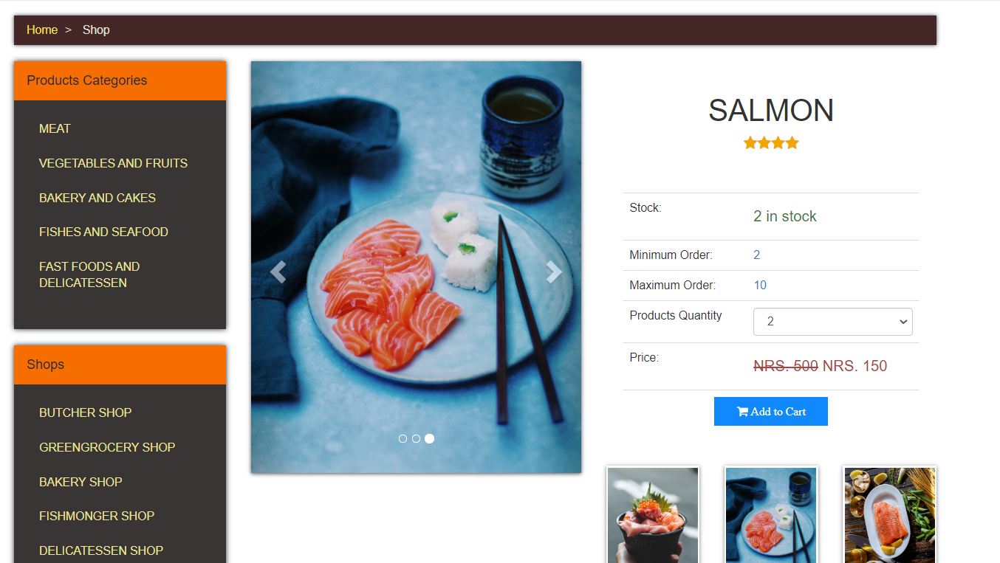 Home > Shop
Products Categories
MEAT
VEGETABLES AND FRUITS
BAKERY AND CAKES
FISHES AND SEAFOOD
FAST FOODS AND
DELICATESSEN
Shops
BUTCHER SHOP
GREENGROCERY SHOP
BAKERY SHOP
FISHMONGER SHOP
DELICATESSEN SHOP
SALMON
Stock: 2 in stock
Minimum Order: 2
Maximum Order: 10
Products Quantity 2
Price: NRS. 500 NRS. 150
Add to Cart